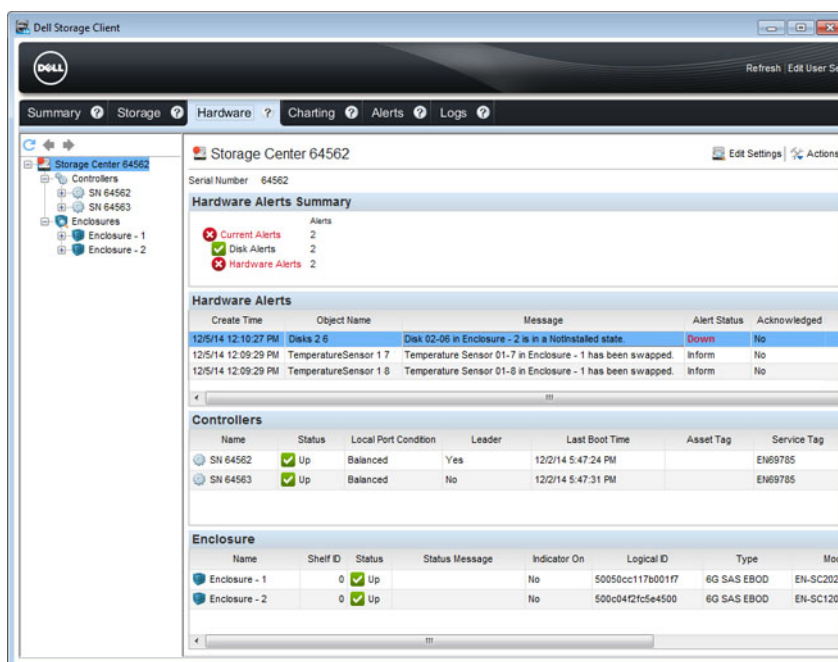 Dell Storage Client
DELL
Refresh Edit User Se
Summary ? Storage ? Hardware ? Charting ? Alerts ? Logs ?
Storage Center 64562
Controllers
SN 64562
SN 64563
Enclosures
Enclosure - 1
Enclosure - 2
Storage Center 64562
Edit Settings Actions
Serial Number 64562
Hardware Alerts Summary
Alerts
Current Alerts 2
Disk Alerts 2
Hardware Alerts 2
Hardware Alerts
Create Time Object Name Message Alert Status Acknowledged
12/5/14 12:10:27 PM Disks 2 6 Disk 02-06 in Enclosure - 2 is in a NotInstalled state. Down No
12/5/14 12:09:29 PM TemperatureSensor 1 7 Temperature Sensor 01-7 in Enclosure - 1 has been swapped. Inform No
12/5/14 12:09:29 PM TemperatureSensor 1 8 Temperature Sensor 01-8 in Enclosure - 1 has been swapped. Inform No
Controllers
Name Status Local Port Condition Leader Last Boot Time Asset Tag Service Tag
SN 64562 Up Balanced Yes 12/2/14 5:47:24 PM EN69785
SN 64563 Up Balanced No 12/2/14 5:47:31 PM EN69785
Enclosure
Name Shelf ID Status Status Message Indicator On Logical ID Type Mo
Enclosure - 1 0 Up No 50050cc117b001f7 6G SAS EBOD EN-SC202
Enclosure - 2 0 Up No 500c04f2fc5e4500 6G SAS EBOD EN-SC120